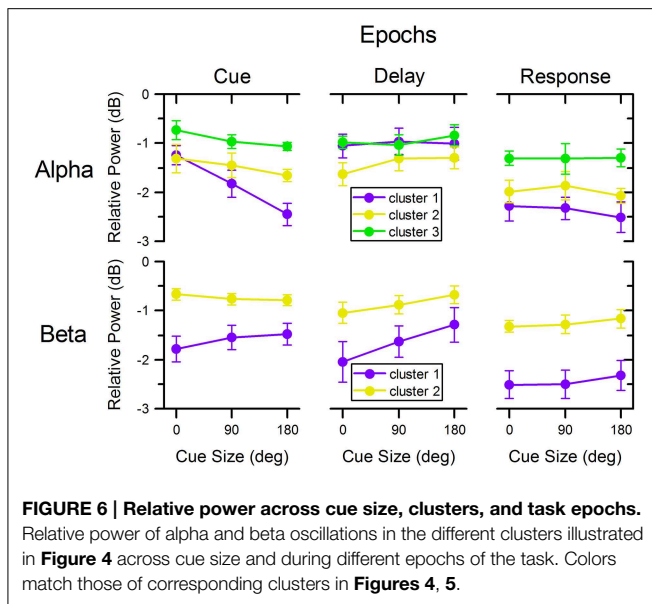 Epochs
Cue Delay Response
Alpha
Relative Power (dB)
0
-1
-2
-3
cluster 1
cluster 2
cluster 3
Beta
Relative Power (dB)
0
-1
-2
-3
cluster 1
cluster 2
0 90 180 0 90 180 0 90 180
Cue Size (deg) Cue Size (deg) Cue Size (deg)
FIGURE 6 | Relative power across cue size, clusters, and task epochs.
Relative power of alpha and beta oscillations in the different clusters illustrated
in Figure 4 across cue size and during different epochs of the task. Colors
match those of corresponding clusters in Figures 4, 5.